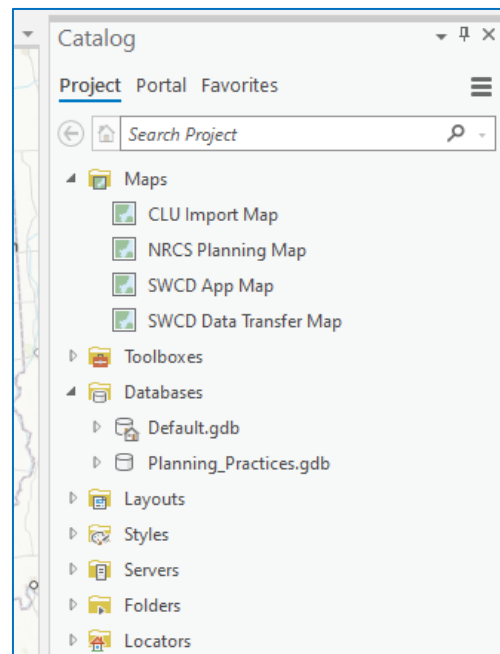 Catalog
Project Portal Favorites
Search Project
Maps
CLU Import Map
NRCS Planning Map
SWCD App Map
SWCD Data Transfer Map
Toolboxes
Databases
Default.gdb
Planning_Practices.gdb
Layouts
Styles
Servers
Folders
Locators